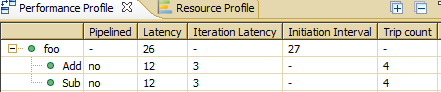 Performance Profile Resource Profile
Pipelined Latency Iteration Latency Initiation Interval Trip count
foo - 26 - 27 -
Add no 12 3 - 4
Sub no 12 3 - 4